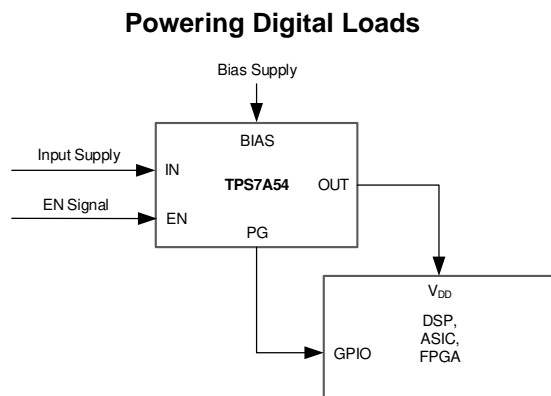 Powering Digital Loads
Bias Supply
BIAS
Input Supply
IN
TPS7A54
OUT
EN Signal
EN
PG
VDD
DSP,
ASIC,
FPGA
GPIO